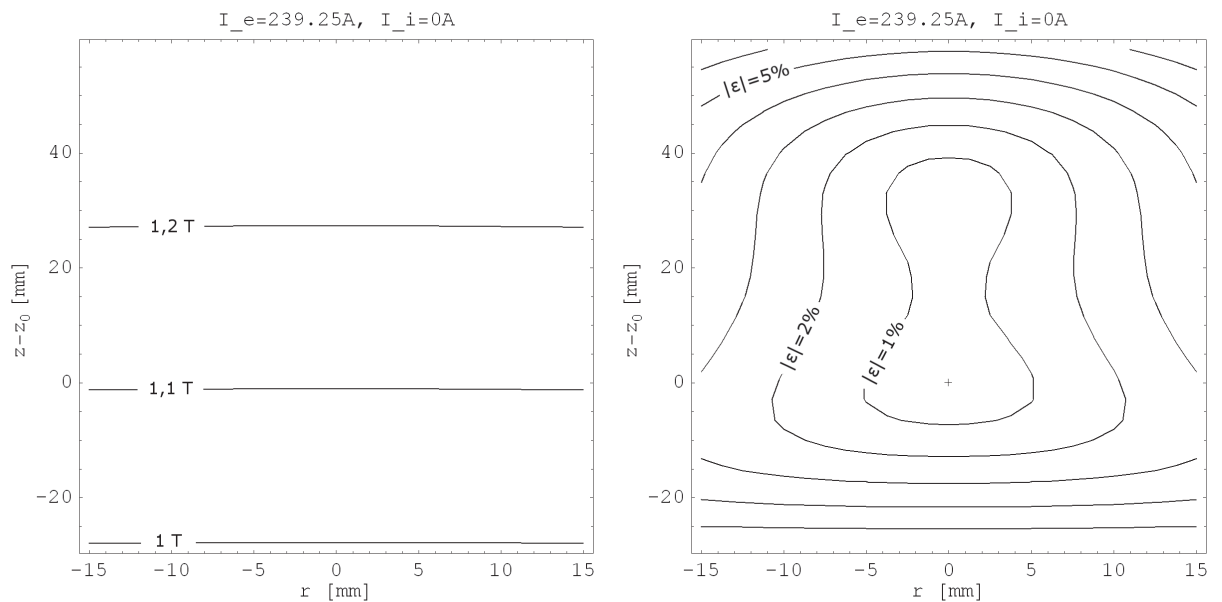 I_e=239.25A, I_i=0A
40
20
0
-20
z-z0 [mm]
1,2 T
1,1 T
1 T
-15 -10 -5 0 5 10 15
r [mm]
I_e=239.25A, I_i=0A
40
20
0
-20
z-z0 [mm]
|ε|=5%
|ε|=2%
|ε|=1%
-15 -10 -5 0 5 10 15
r [mm]